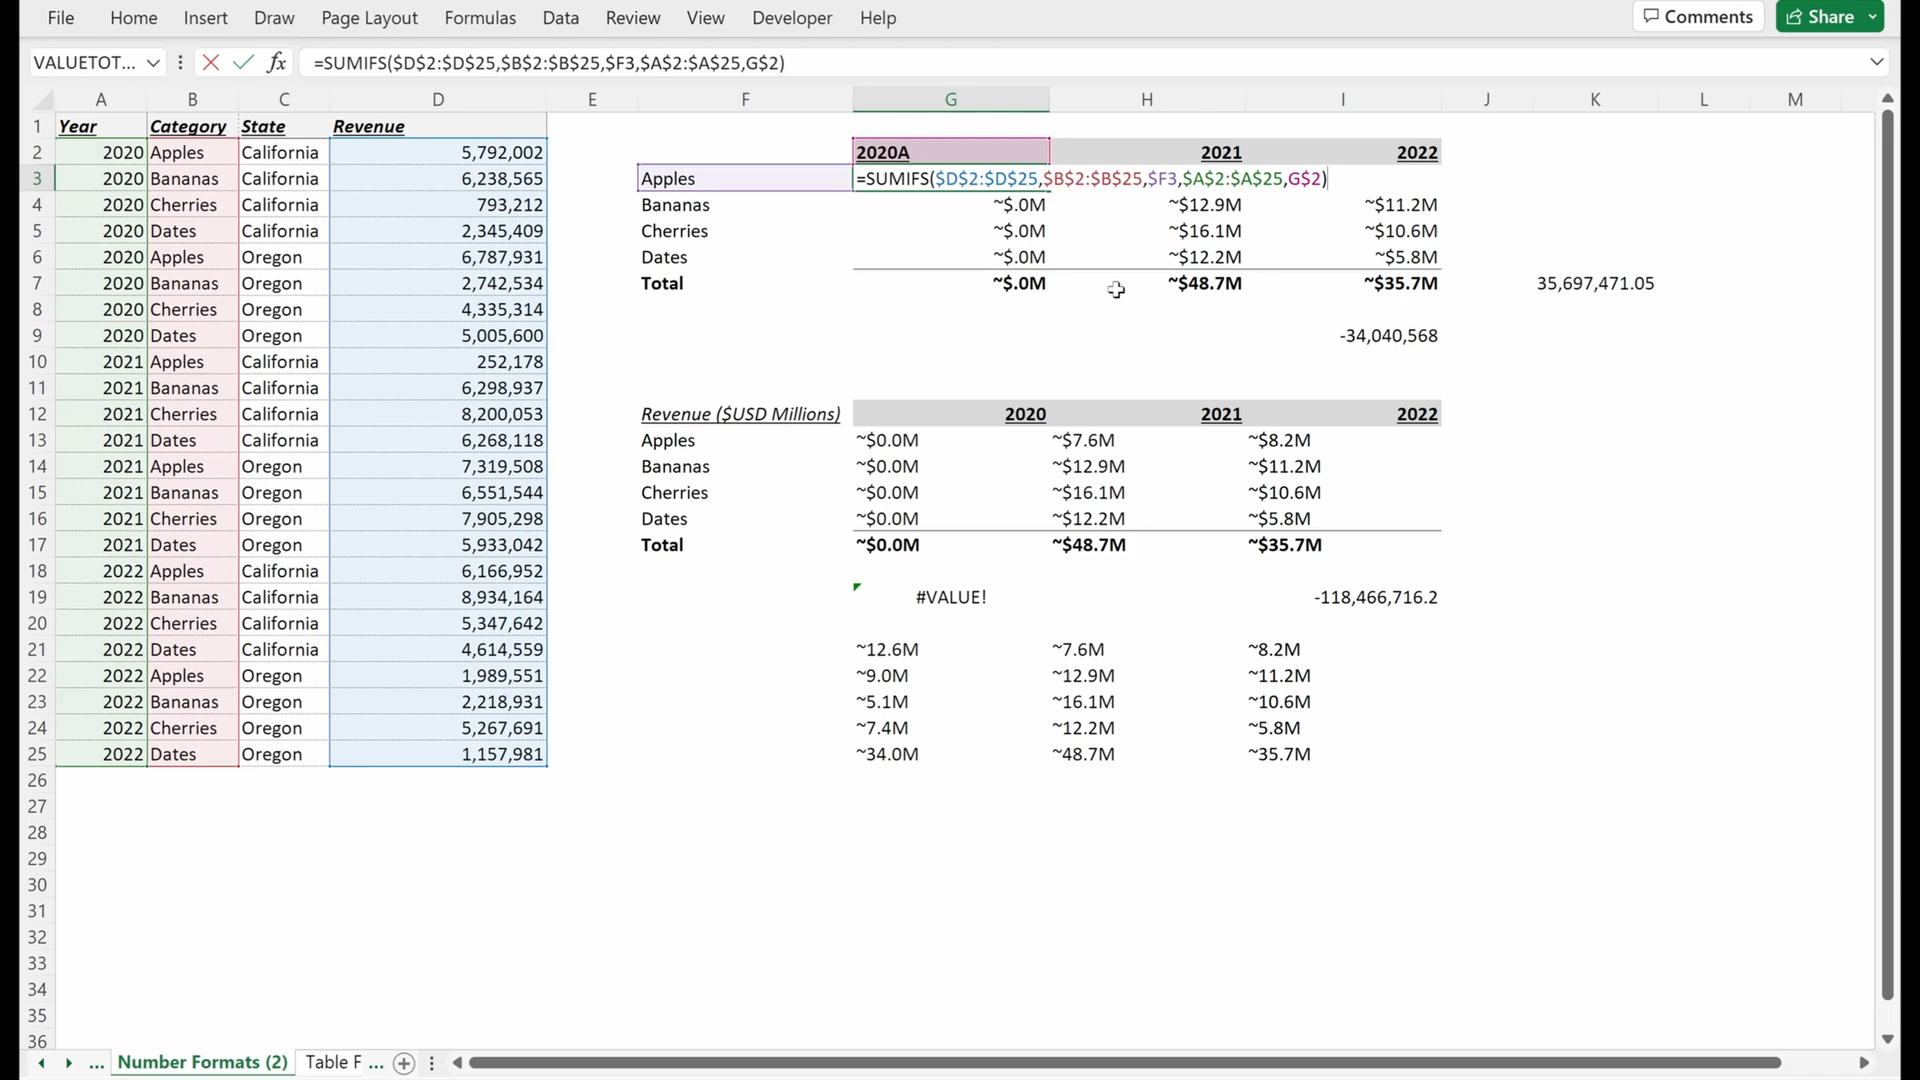 File Home Insert Draw Page Layout Formulas Data Review View Developer Help Comments Share
VALUETOT... fx =SUMIFS($D$2:$D$25,$B$2:$B$25,$F3,$A$2:$A$25,G$2)
A B C D E F G H I J K L M
1 Year Category State Revenue
2 2020 Apples California 5,792,002 2020A 2021 2022
3 2020 Bananas California 6,238,565 Apples =SUMIFS($D$2:$D$25,$B$2:$B$25,$F3,$A$2:$A$25,G$2)
4 2020 Cherries California 793,212 Bananas ~$.0M ~$12.9M ~$11.2M
5 2020 Dates California 2,345,409 Cherries ~$.0M ~$16.1M ~$10.6M
6 2020 Apples Oregon 6,787,931 Dates ~$.0M ~$12.2M ~$5.8M
7 2020 Bananas Oregon 2,742,534 Total ~$.0M ~$48.7M ~$35.7M 35,697,471.05
8 2020 Cherries Oregon 4,335,314
9 2020 Dates Oregon 5,005,600 -34,040,568
10 2021 Apples California 252,178
11 2021 Bananas California 6,298,937
12 2021 Cherries California 8,200,053 Revenue ($USD Millions) 2020 2021 2022
13 2021 Dates California 6,268,118 Apples ~$0.0M ~$7.6M ~$8.2M
14 2021 Apples Oregon 7,319,508 Bananas ~$0.0M ~$12.9M ~$11.2M
15 2021 Bananas Oregon 6,551,544 Cherries ~$0.0M ~$16.1M ~$10.6M
16 2021 Cherries Oregon 7,905,298 Dates ~$0.0M ~$12.2M ~$5.8M
17 2021 Dates Oregon 5,933,042 Total ~$0.0M ~$48.7M ~$35.7M
18 2022 Apples California 6,166,952
19 2022 Bananas California 8,934,164 #VALUE! -118,466,716.2
20 2022 Cherries California 5,347,642
21 2022 Dates California 4,614,559 ~12.6M ~7.6M ~8.2M
22 2022 Apples Oregon 1,989,551 ~9.0M ~12.9M ~11.2M
23 2022 Bananas Oregon 2,218,931 ~5.1M ~16.1M ~10.6M
24 2022 Cherries Oregon 5,267,691 ~7.4M ~12.2M ~5.8M
25 2022 Dates Oregon 1,157,981 ~34.0M ~48.7M ~35.7M
26
27
28
29
30
31
32
33
34
35
36
... Number Formats (2) Table F ...